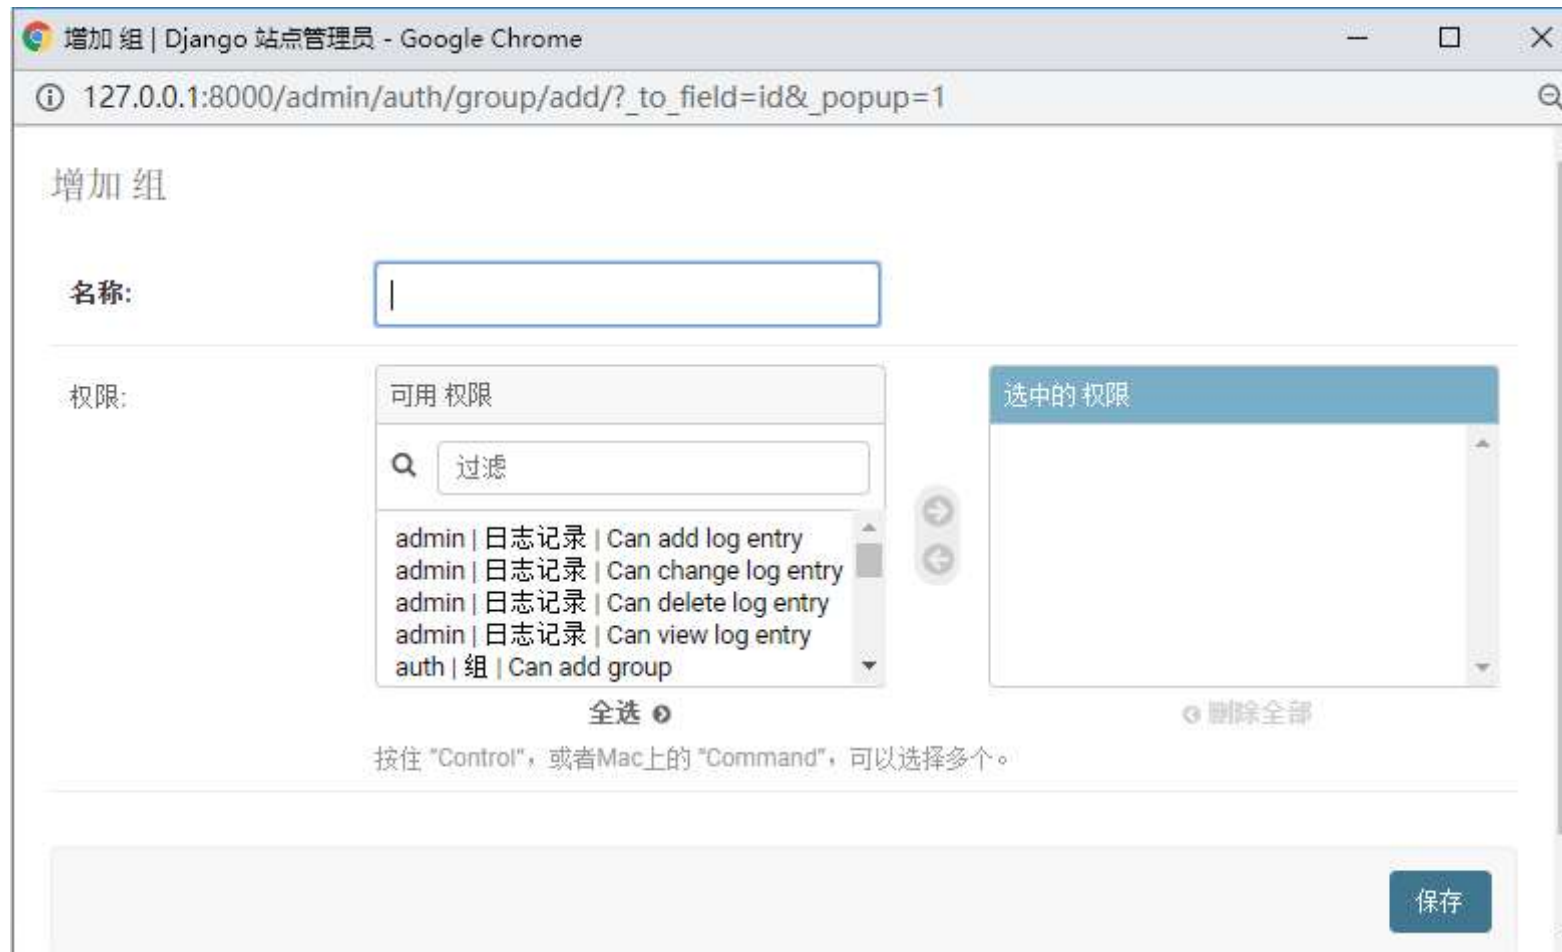 增加 组 | Django 站点管理员 - Google Chrome
127.0.0.1:8000/admin/auth/group/add/?_to_field=id&_popup=1
增加 组
名称:
权限:
可用 权限
过滤
admin | 日志记录 | Can add log entry
admin | 日志记录 | Can change log entry
admin | 日志记录 | Can delete log entry
admin | 日志记录 | Can view log entry
auth | 组 | Can add group
全选
选中的 权限
删除全部
按住 "Control"，或者Mac上的 "Command"，可以选择多个。
保存